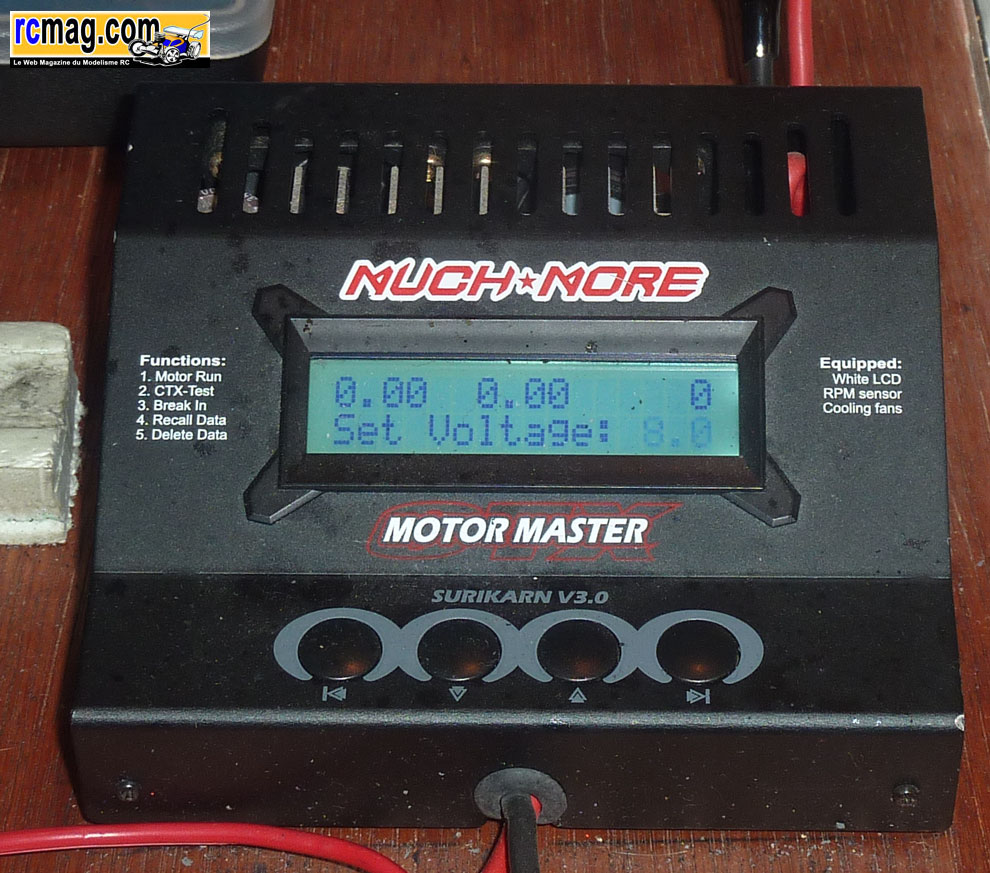 rcmag.com
Le Web Magazine du Modelisme RC
MUCH★MORE
Functions:
1. Motor Run
2. CTX-Test
3. Break In
4. Recall Data
5. Delete Data
Equipped:
White LCD
RPM sensor
Cooling fans
0.00 0.00 0
Set Voltage: 8.0
CTX
MOTOR MASTER
SURIKARN V3.0